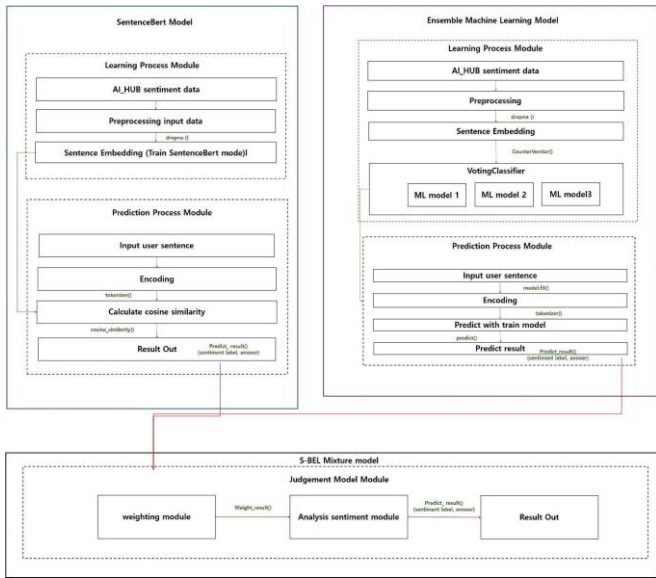 SentenceBert Model
Learning Process Module
AI_HUB sentiment data
Preprocessing input data
dropna ()
Sentence Embedding (Train SentenceBert mode)l
Prediction Process Module
Input user sentence
Encoding
tokenizer()
Calculate cosine similarity
cosine_similarity()
Result Out
Predict_ result()
(sentiment label, answer)
Ensemble Machine Learning Model
Learning Process Module
AI_HUB sentiment data
Preprocessing
dropna ()
Sentence Embedding
VotingClassifier
ML model 1
ML model 2
ML model3
Prediction Process Module
Input user sentence
model.fit()
Encoding
tokenizer()
Predict with train model
predict()
Predict result
Predict_result()
(sentiment label, answer)
S-BEL Mixture model
Judgement Model Module
weighting module
Weight_result()
Analysis sentiment module
Predict_ result()
(sentiment label, answer)
Result Out